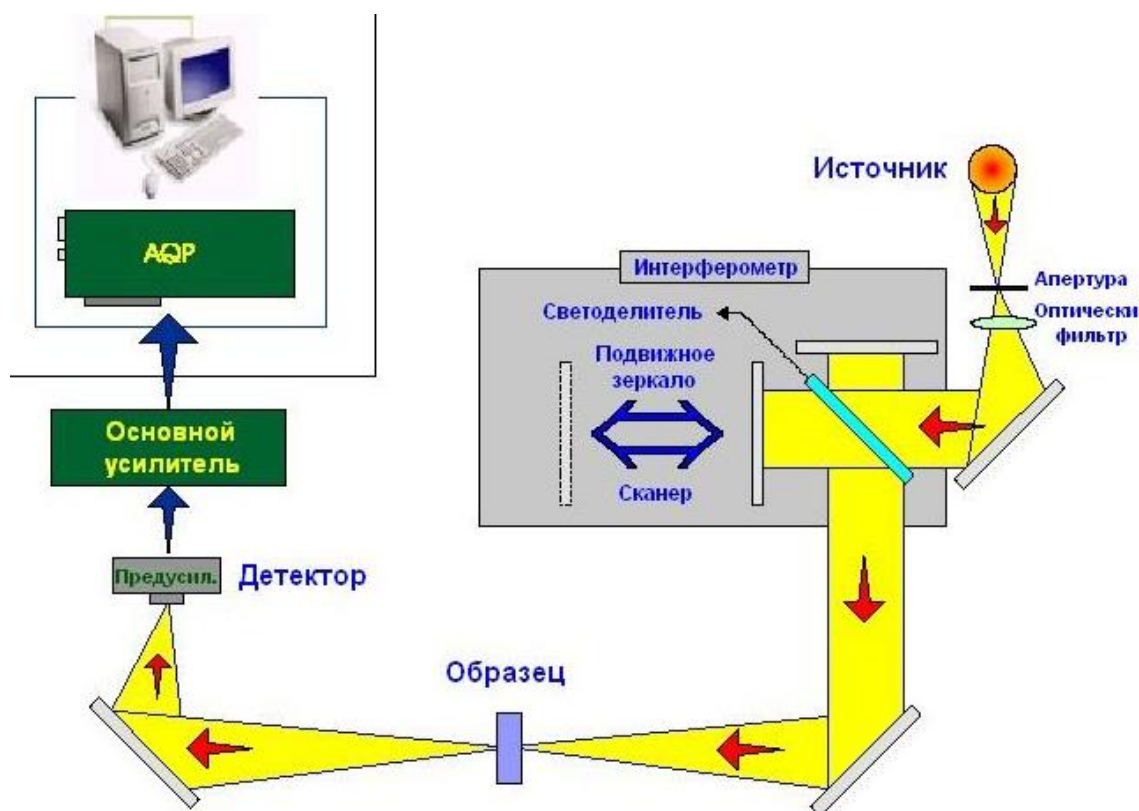 Источник
AQP
Интерферометр
Апертура
Светоделитель
Оптически
фильтр
Подвижное
зеркало
Основной
усилитель
Сканер
Предусил.
Детектор
Образец